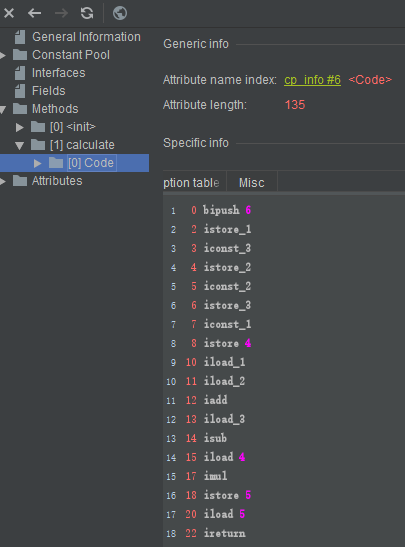 General Information
Constant Pool
Interfaces
Fields
Methods
[0] <init>
[1] calculate
[0] Code
Attributes
Generic info
Attribute name index: cp_info #6 <Code>
Attribute length: 135
Specific info
ption table Misc
1 0 bipush 6
2 2 istore_1
3 3 iconst_3
4 4 istore_2
5 5 iconst_2
6 6 istore_3
7 7 iconst_1
8 8 istore 4
9 10 iload_1
10 11 iload_2
11 12 iadd
12 13 iload_3
13 14 isub
14 15 iload 4
15 17 imul
16 18 istore 5
17 20 iload 5
18 22 ireturn